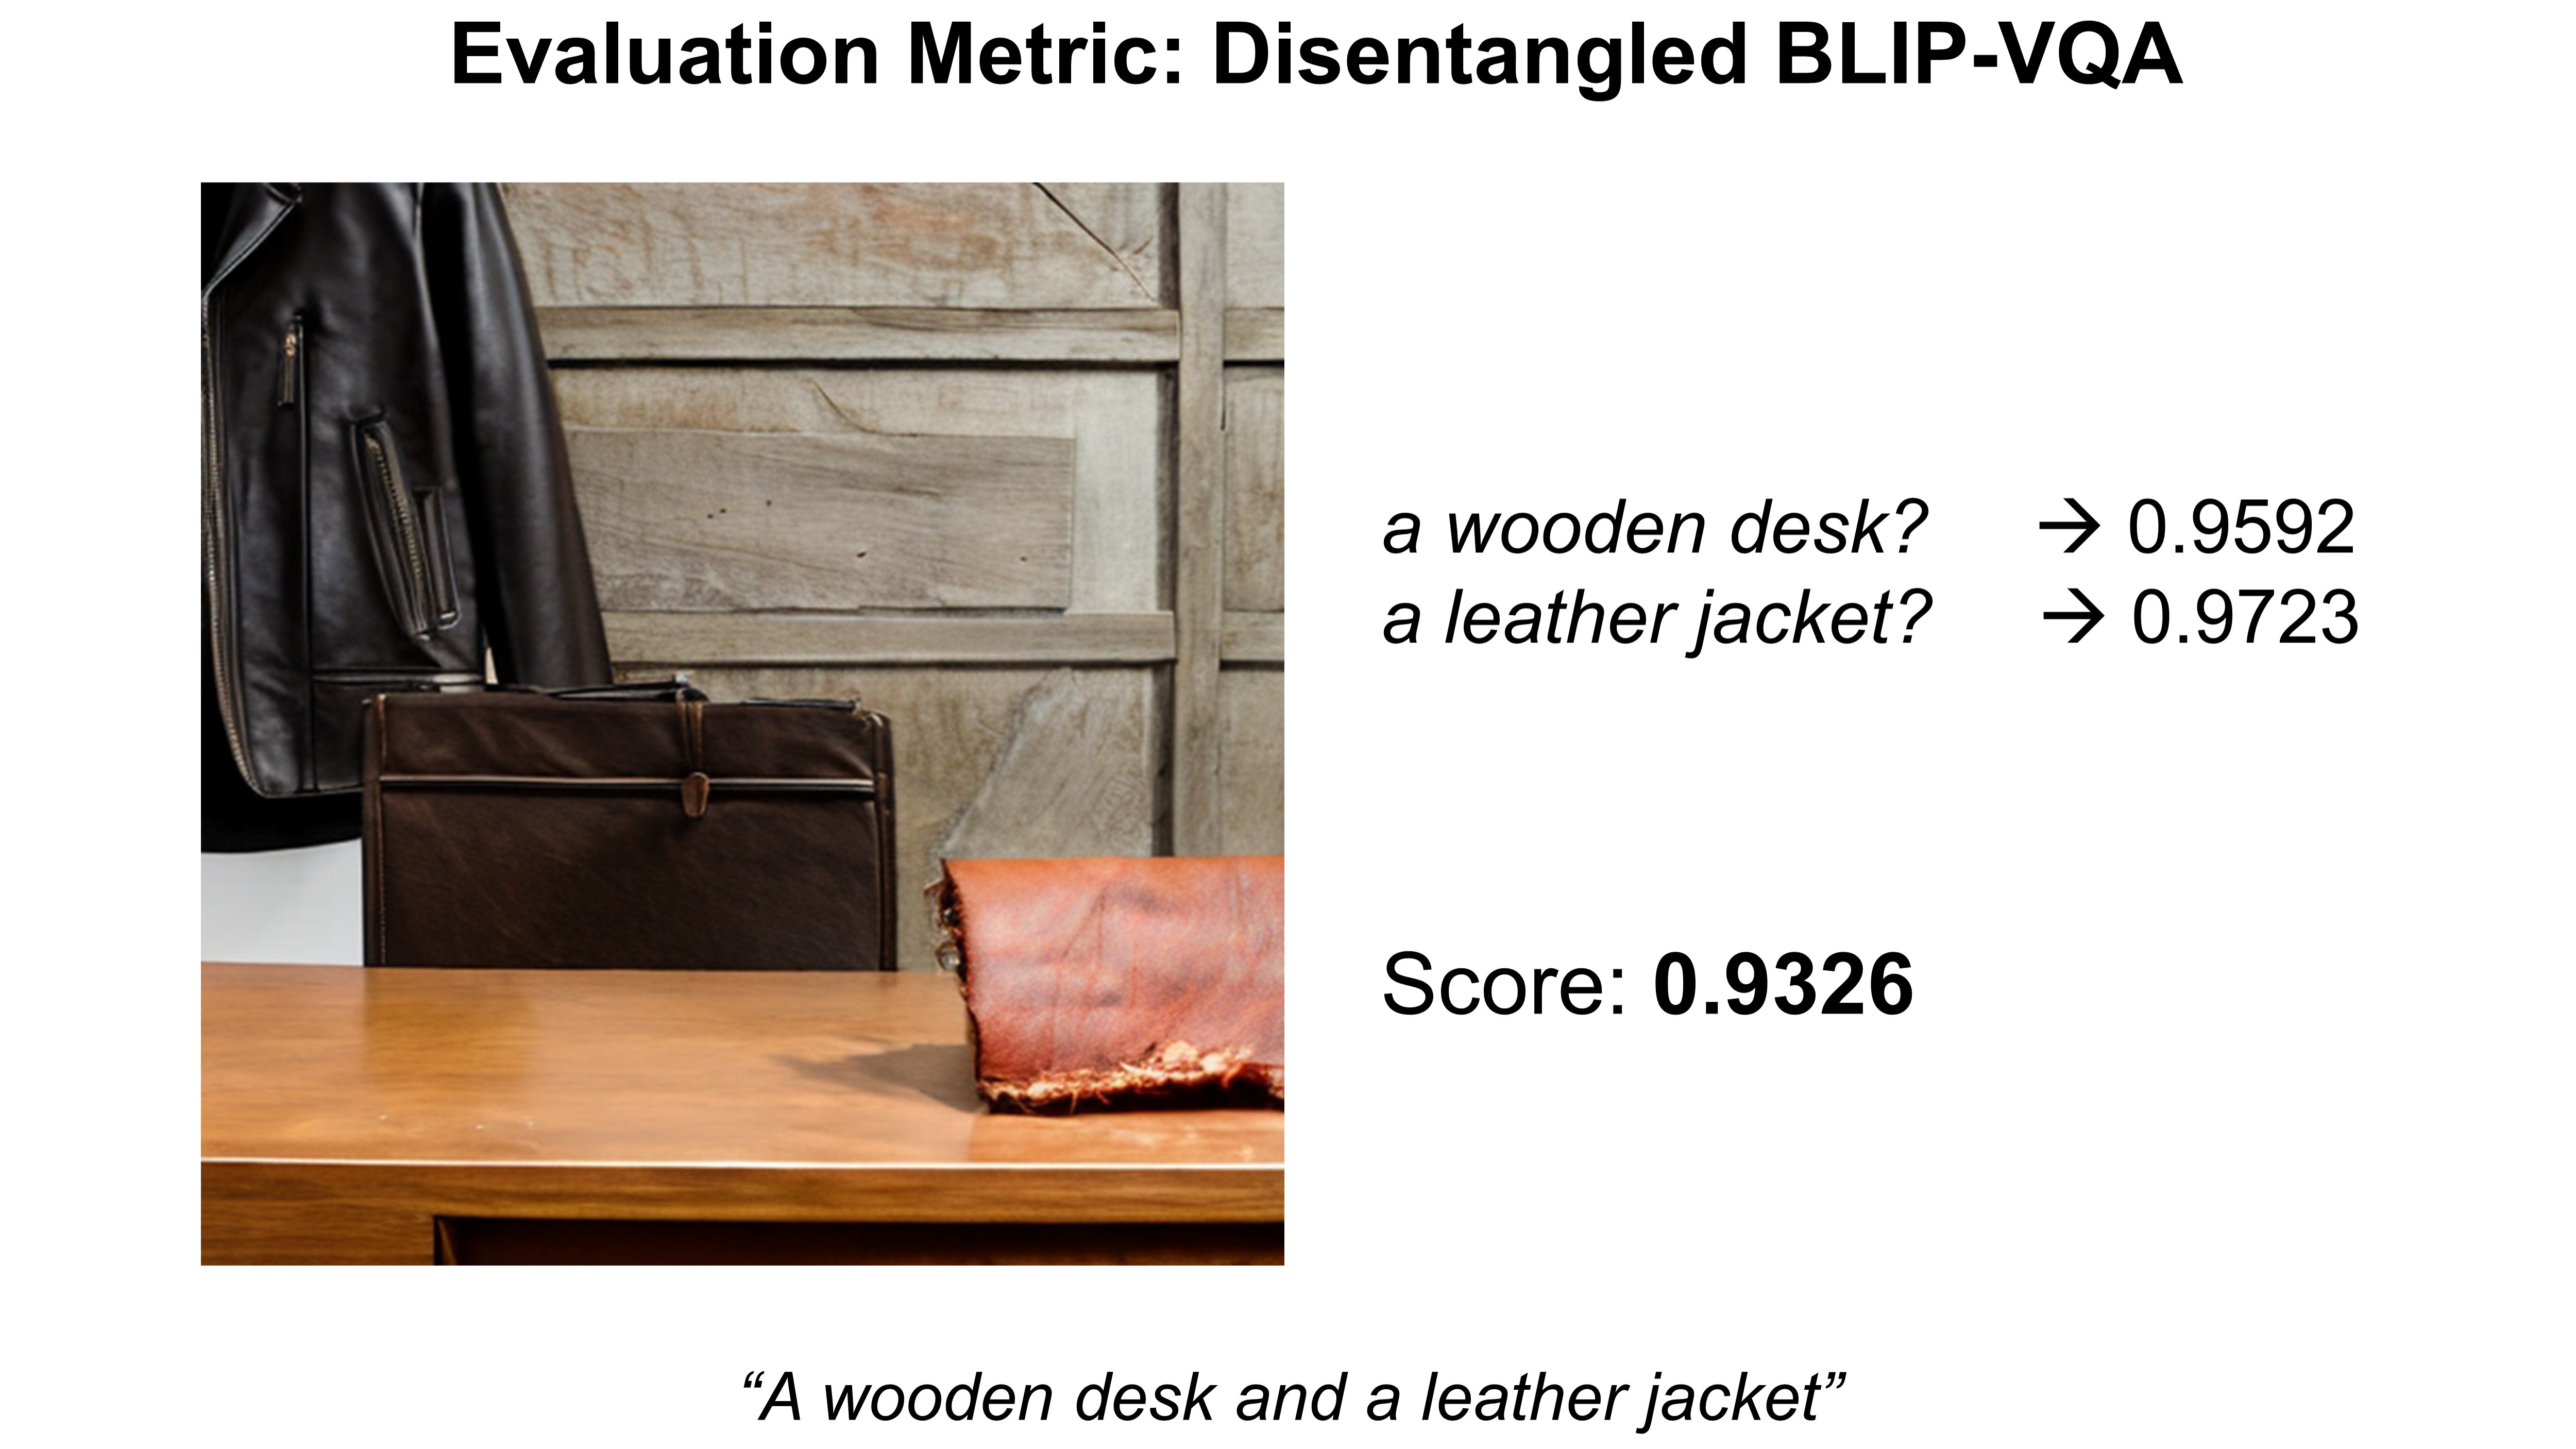 Evaluation Metric: Disentangled BLIP-VQA
a wooden desk? → 0.9592
a leather jacket? → 0.9723
Score: 0.9326
“A wooden desk and a leather jacket”